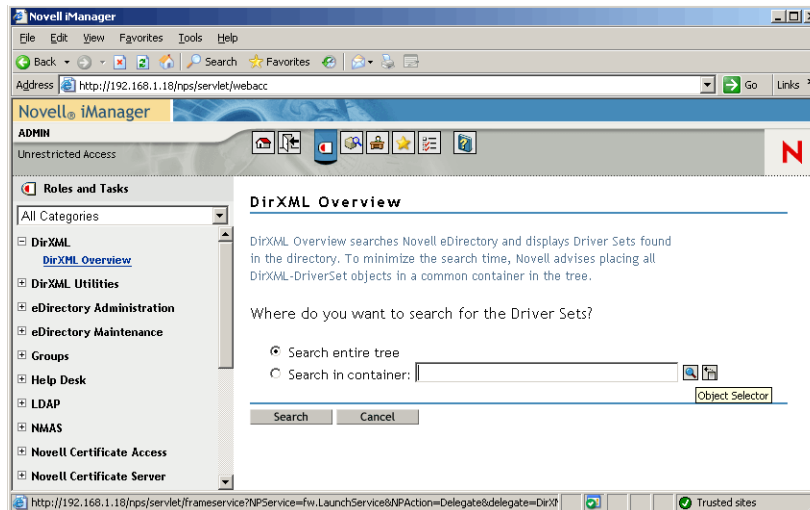 Novell iManager
File Edit View Favorites Tools Help
Back Search Favorites
Address http://192.168.1.18/nps/servlet/webacc Go Links
Novell® iManager
ADMIN
Unrestricted Access
N
Roles and Tasks
All Categories
DirXML
DirXML Overview
DirXML Utilities
eDirectory Administration
eDirectory Maintenance
Groups
Help Desk
LDAP
NMAS
Novell Certificate Access
Novell Certificate Server
DirXML Overview
DirXML Overview searches Novell eDirectory and displays Driver Sets found
in the directory. To minimize the search time, Novell advises placing all
DirXML-DriverSet objects in a common container in the tree.
Where do you want to search for the Driver Sets?
Search entire tree
Search in container:
Object Selector
Search Cancel
http://192.168.1.18/nps/servlet/frameservice?NPService=fw.LaunchService&NPAction=Delegate&delegate=DirXM Trusted sites